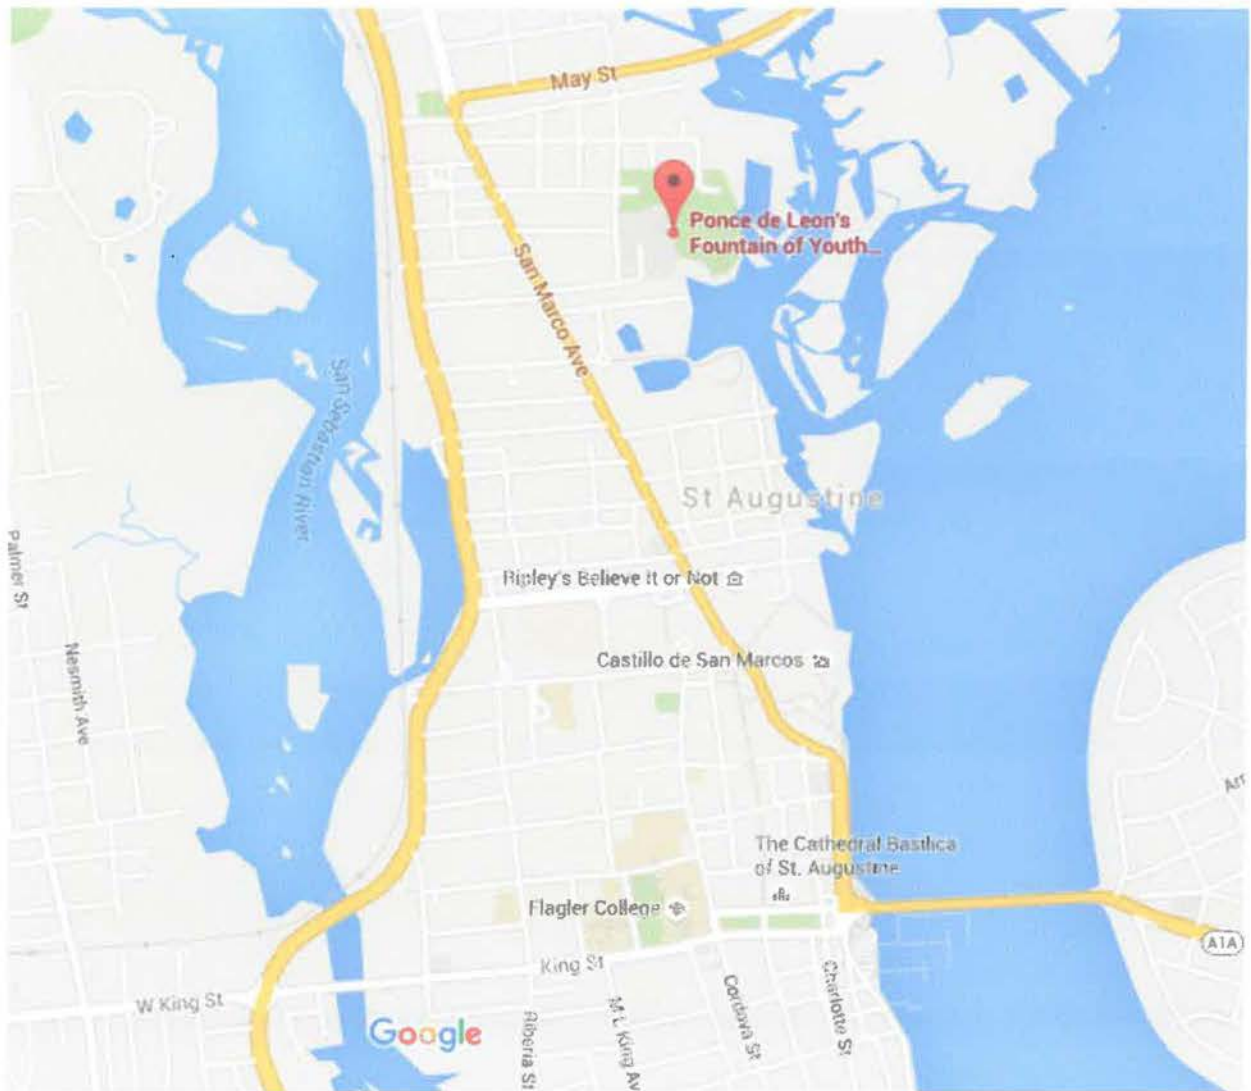 May St
Ponce de Leon's
Fountain of Youth...
San Marco Ave
San Sebastian River
St Augustine
Palmer St
Ripley's Believe It or Not
Castillo de San Marcos
Nesmith Ave
The Cathedral Basilica
of St. Augustine
Flagler College
A1A
King St
W King St
Google
Riberia St
M L King Av
Cordova St
Charlotte St